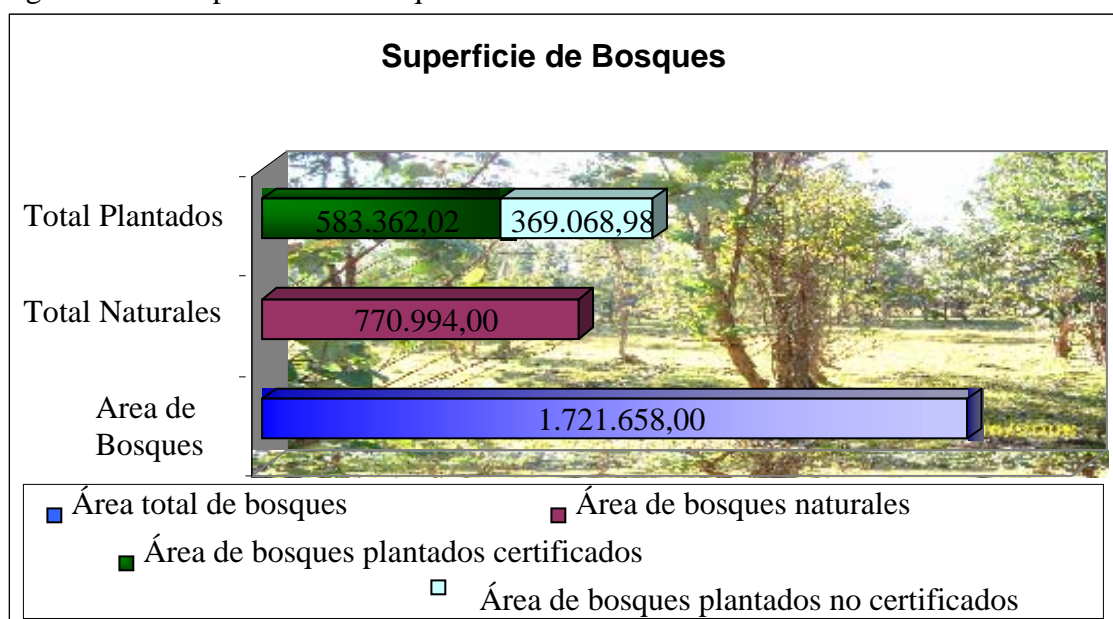 Superficie de Bosques
Total Plantados
583.362,02
369.068,98
Total Naturales
770.994,00
Area de
Bosques
1.721.658,00
Área total de bosques
Área de bosques naturales
Área de bosques plantados certificados
Área de bosques plantados no certificados